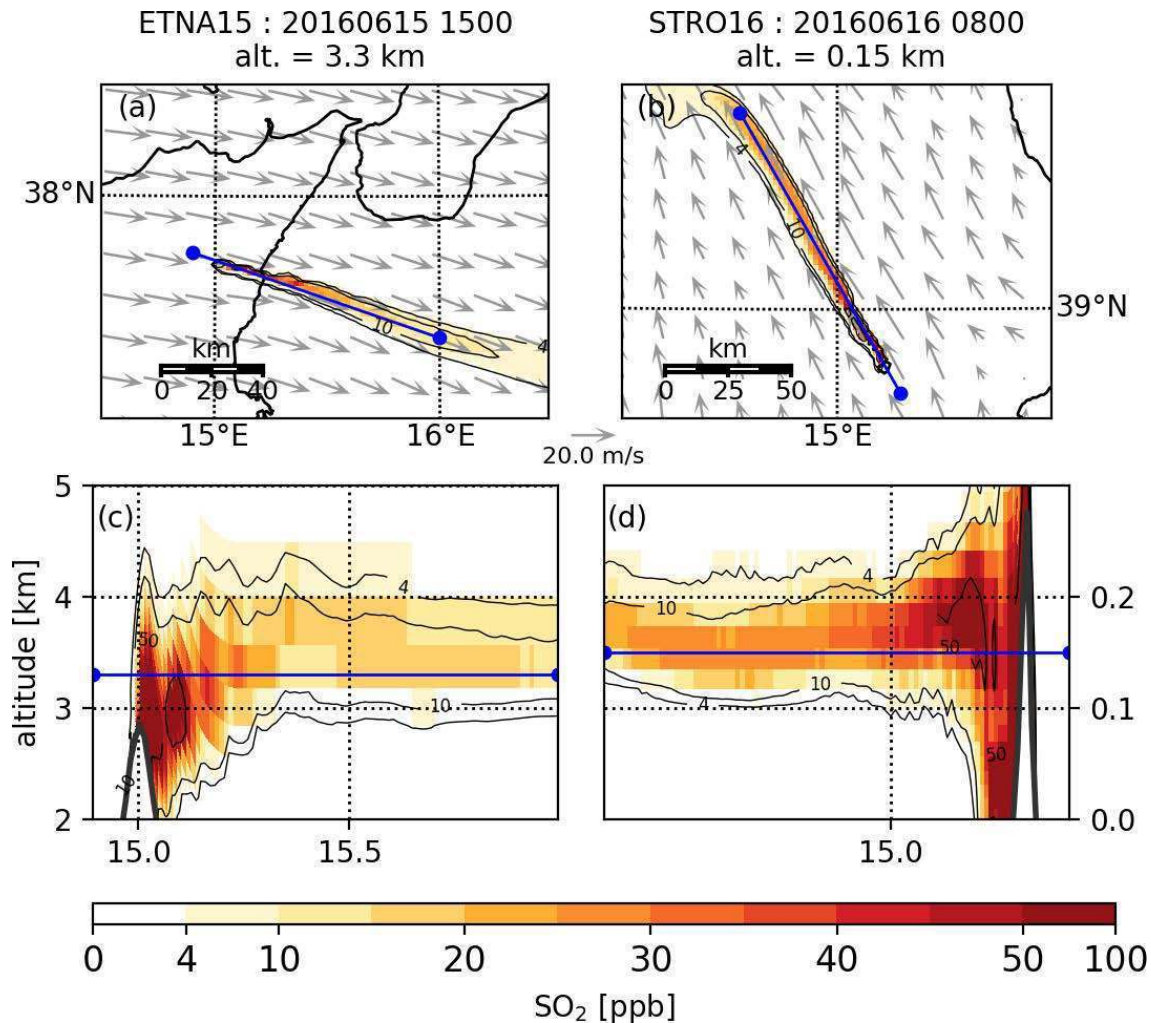 ETNA15 : 20160615 1500
alt. = 3.3 km
STRO16 : 20160616 0800
alt. = 0.15 km
(a)
(b)
38°N
39°N
4
10
10
4
km
0 20 40
km
0 25 50
15°E 16°E
15°E
20.0 m/s
(c)
(d)
5
4
3
2
altitude [km]
4
50
10
10
4
10
50
10
4
50
0.2
0.1
0.0
15.0 15.5
15.0
0 4 10 20 30 40 50 100
SO₂ [ppb]